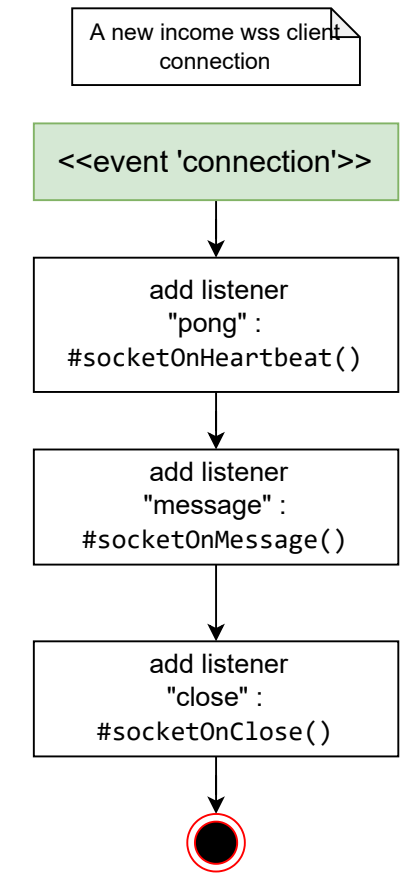 A new income wss client
connection
<<event 'connection'>>
add listener
"pong" :
#socketOnHeartbeat()
add listener
"message" :
#socketOnMessage()
add listener
"close" :
#socketOnClose()